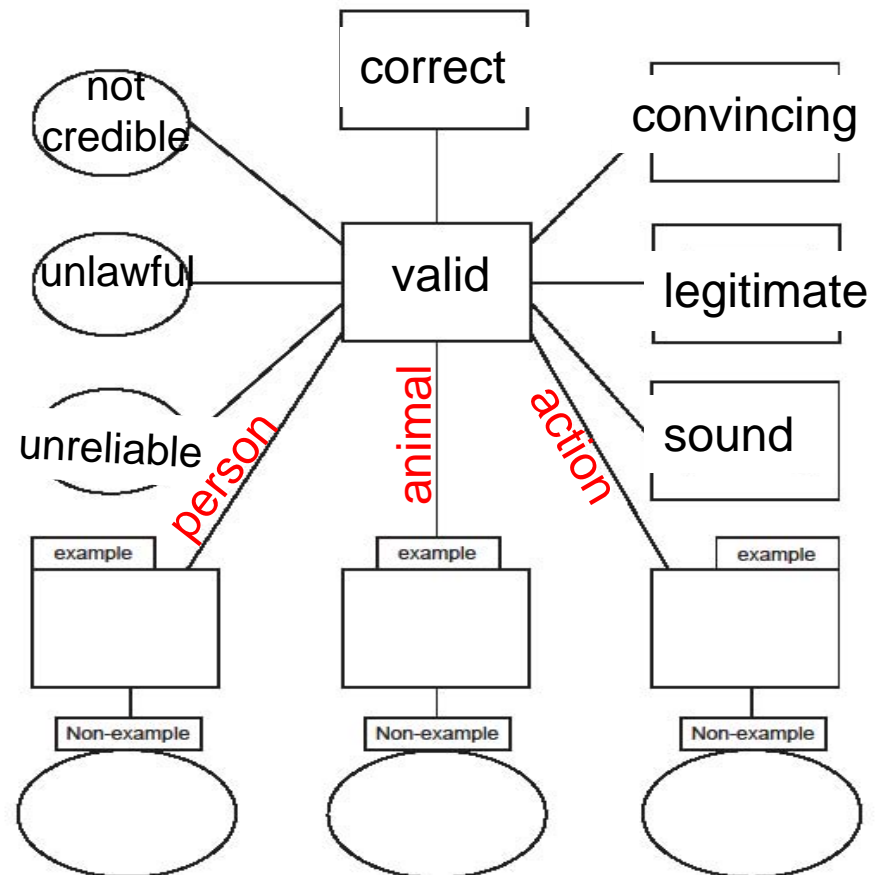 correct
not
credible
convincing
unlawful
valid
legitimate
unreliable
person
animal
action
sound
example
example
example
Non-example
Non-example
Non-example